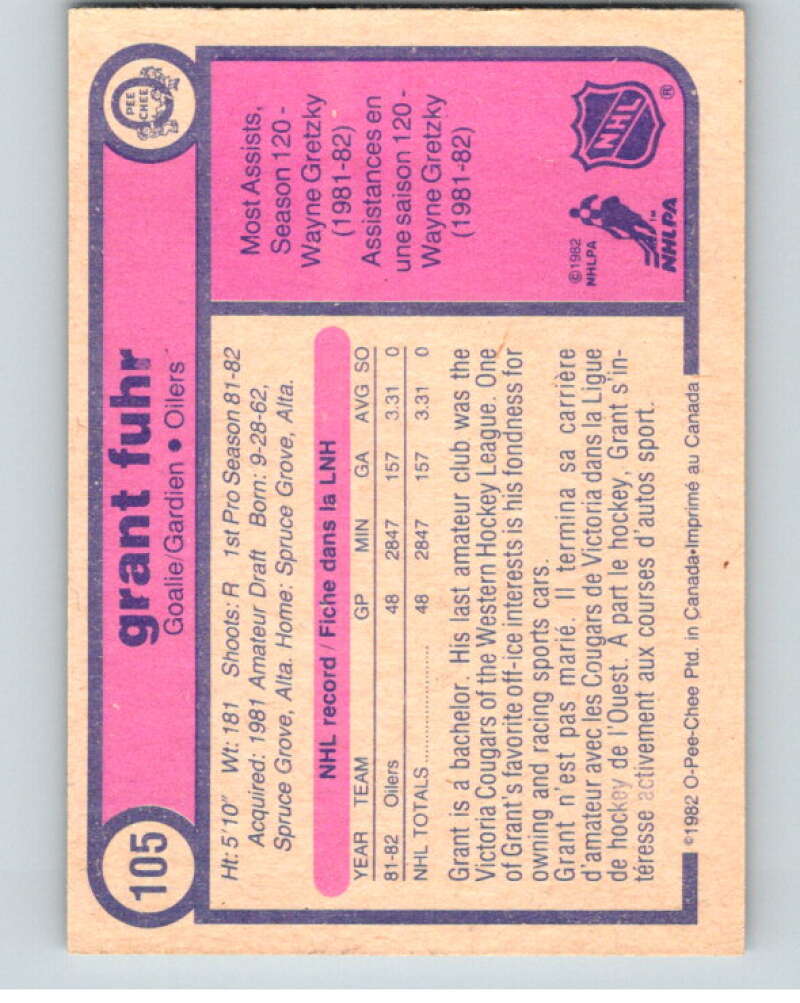 105
grant fuhr
Goalie/Gardien • Oilers
O
PEE
CHEE
Ht: 5'10" Wt: 181 Shoots: R 1st Pro Season 81-82
Acquired: 1981 Amateur Draft Born: 9-28-62,
Spruce Grove, Alta. Home: Spruce Grove, Alta.
NHL record / Fiche dans la LNH
YEAR TEAM GP MIN GA AVG SO
81-82 Oilers 48 2847 157 3.31 0
NHL TOTALS.................... 48 2847 157 3.31 0
Grant is a bachelor. His last amateur club was the
Victoria Cougars of the Western Hockey League. One
of Grant's favorite off-ice interests is his fondness for
owning and racing sports cars.
Grant n'est pas marié. Il termina sa carrière
d'amateur avec les Cougars de Victoria dans la Ligue
de hockey de l'Ouest. À part le hockey, Grant s'in-
téresse activement aux courses d'autos sport.
Most Assists,
Season 120 -
Wayne Gretzky
(1981-82)
Assistances en
une saison 120 -
Wayne Gretzky
(1981-82)
©1982
NHLPA
NHLPA™
NHL®
©1982 O-Pee-Chee Ptd. in Canada•Imprimé au Canada